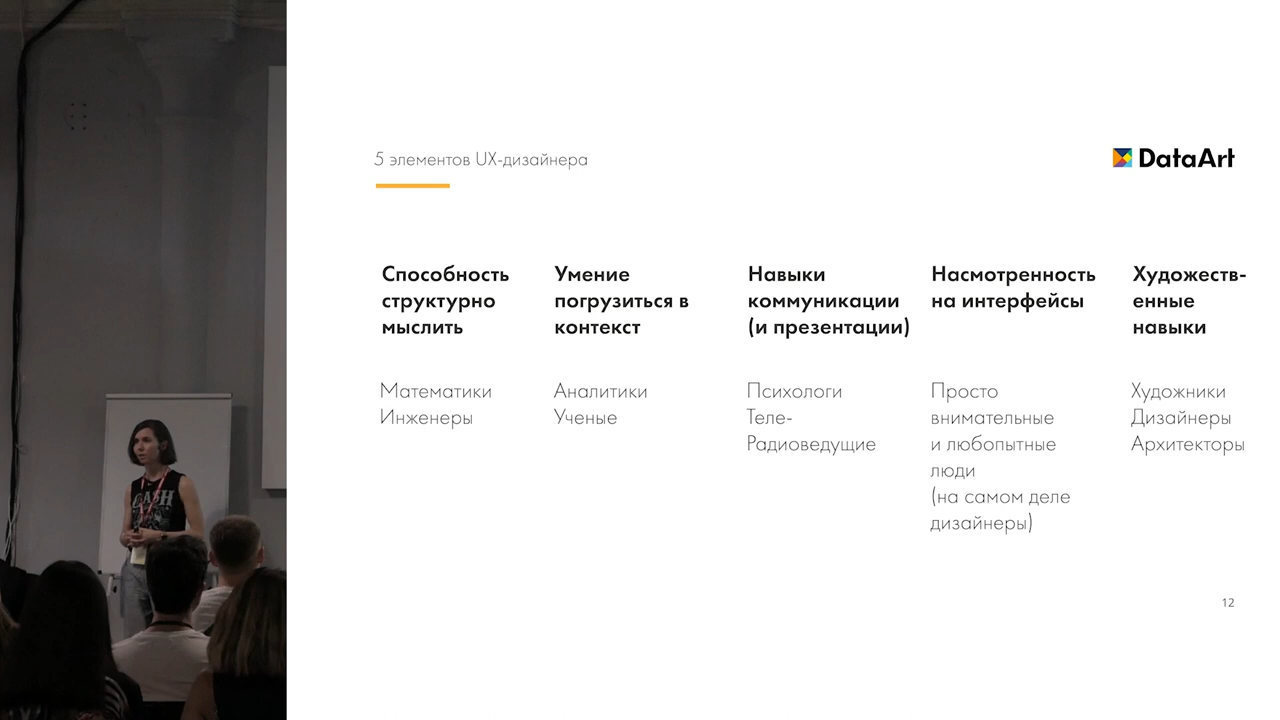 5 элементов UX-дизайнера
DataArt
Способность
структурно
мыслить
Математики
Инженеры
Умение
погрузиться в
контекст
Аналитики
Ученые
Навыки
коммуникации
(и презентации)
Психологи
Теле-
Радиоведущие
Насмотренность
на интерфейсы
Просто
внимательные
и любопытные
люди
(на самом деле
дизайнеры)
Художеств-
енные
навыки
Художники
Дизайнеры
Архитекторы
12